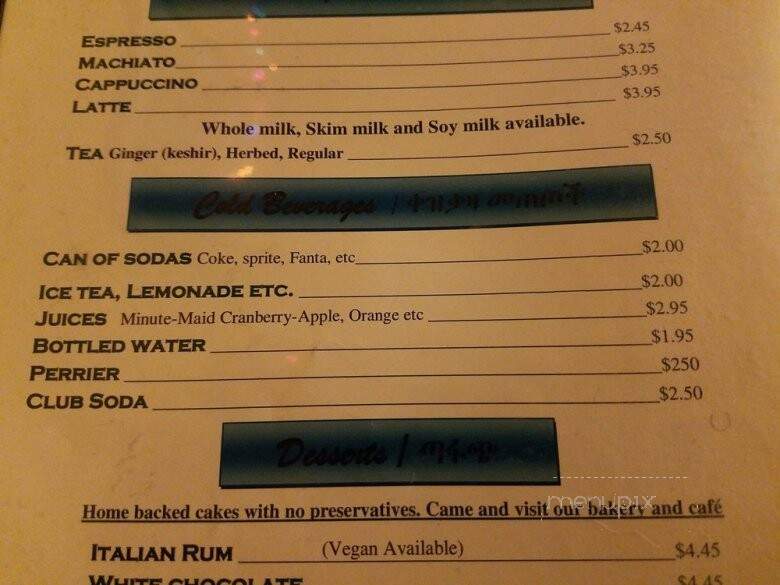 ESPRESSO $2.45
MACHIATO $3.25
CAPPUCCINO $3.95
LATTE $3.95
Whole milk, Skim milk and Soy milk available.
TEA Ginger (keshir), Herbed, Regular $2.50
Cold Beverages / ቀዝቃዛ መጠጦች
CAN OF SODAS Coke, sprite, Fanta, etc $2.00
ICE TEA, LEMONADE ETC. $2.00
JUICES Minute-Maid Cranberry-Apple, Orange etc $2.95
BOTTLED WATER $1.95
PERRIER $250
CLUB SODA $2.50
Desserts / ጣፋጭ
menupix
Home backed cakes with no preservatives. Came and visit our bakery and café
ITALIAN RUM (Vegan Available) $4.45
WHITE CHOCOLATE $4.45